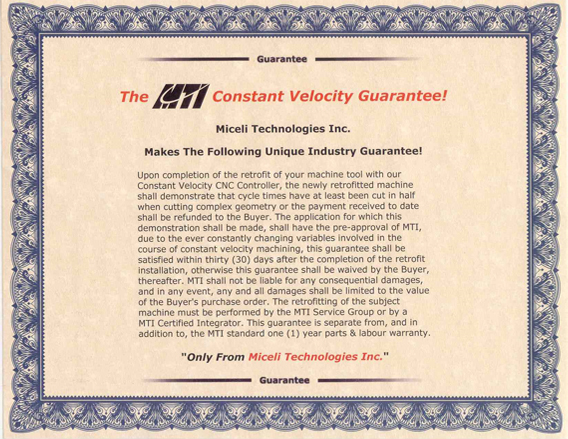 Guarantee
The MTI Constant Velocity Guarantee!
Miceli Technologies Inc.
Makes The Following Unique Industry Guarantee!
Upon completion of the retrofit of your machine tool with our
Constant Velocity CNC Controller, the newly retrofitted machine
shall demonstrate that cycle times have at least been cut in half
when cutting complex geometry or the payment received to date
shall be refunded to the Buyer. The application for which this
demonstration shall be made, shall have the pre-approval of MTI,
due to the ever constantly changing variables involved in the
course of constant velocity machining, this guarantee shall be
satisfied within thirty (30) days after the completion of the retrofit
installation, otherwise this guarantee shall be waived by the Buyer,
thereafter. MTI shall not be liable for any consequential damages,
and in any event, any and all damages shall be limited to the value
of the Buyer's purchase order. The retrofitting of the subject
machine must be performed by the MTI Service Group or by a
MTI Certified Integrator. This guarantee is separate from, and in
addition to, the MTI standard one (1) year parts & labour warranty.
"Only From Miceli Technologies Inc."
Guarantee